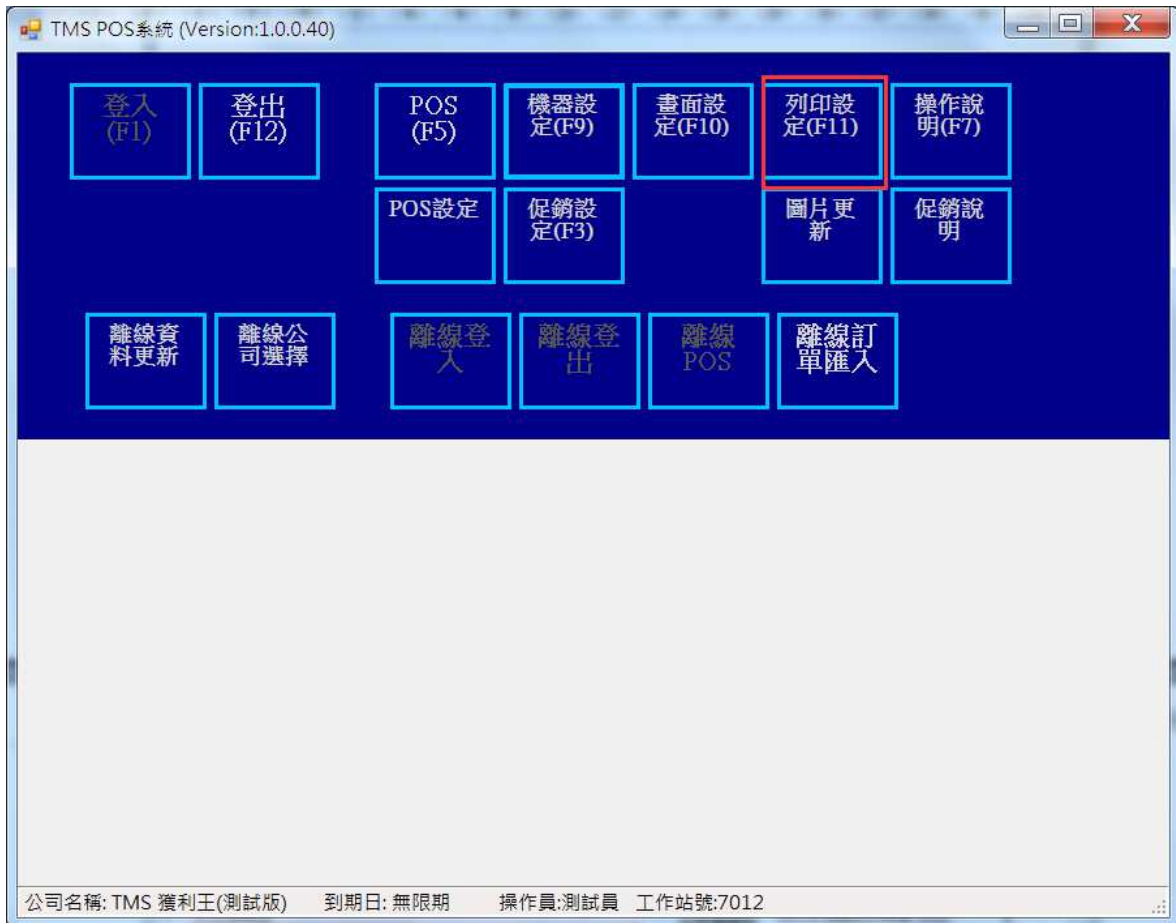 TMS POS系統 (Version:1.0.0.40)
登入
(F1)
登出
(F12)
POS
(F5)
機器設
定(F9)
畫面設
定(F10)
列印設
定(F11)
操作說
明(F7)
POS設定
促銷設
定(F3)
圖片更
新
促銷說
明
離線資
料更新
離線公
司選擇
離線登
入
離線登
出
離線
POS
離線訂
單匯入
公司名稱: TMS 獲利王(測試版) 到期日: 無限期 操作員:測試員 工作站號:7012